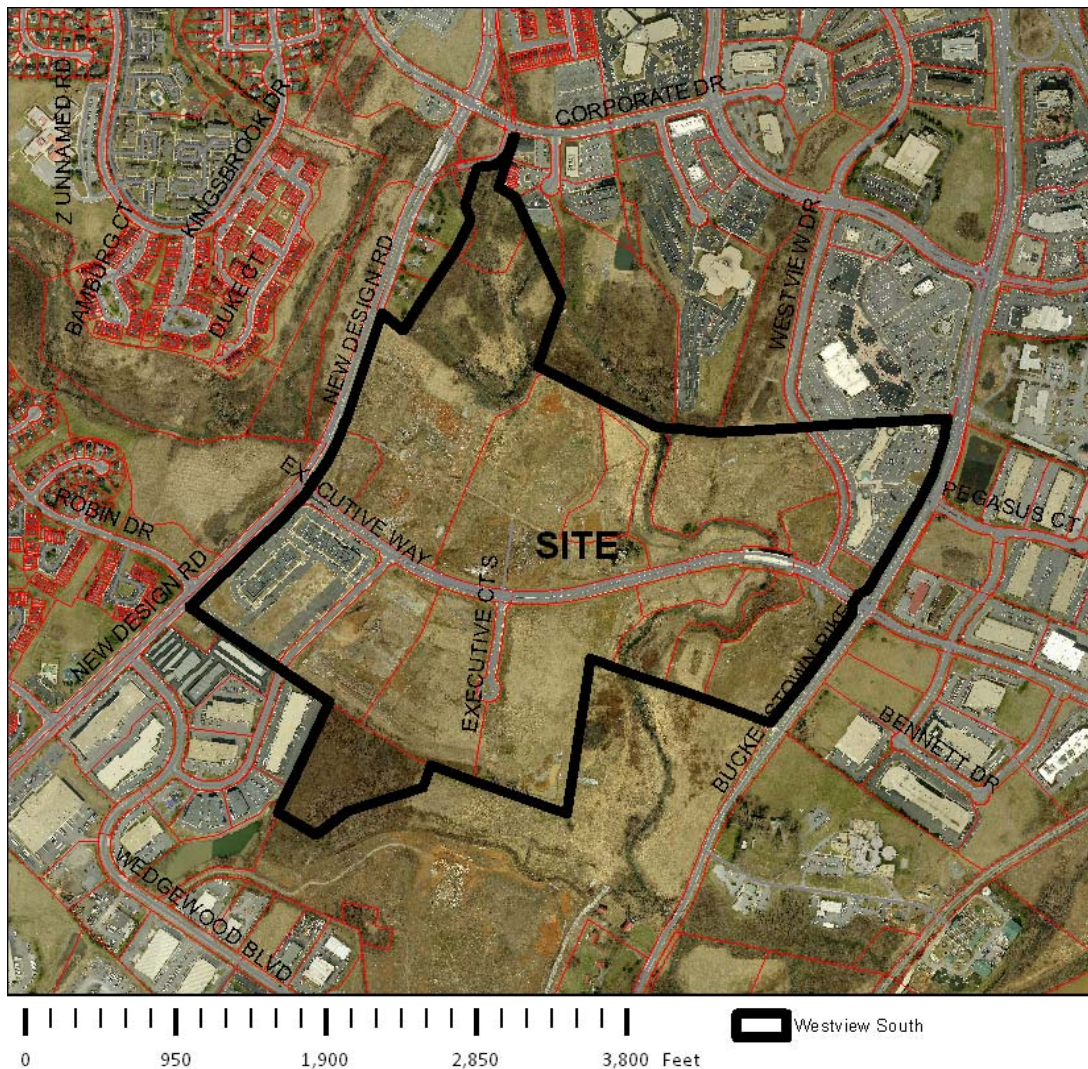 Z UNNAMED RD
KINGSBROOK DR
BAMBURG CT
DUKE CT
NEW DESIGN RD
CORPORATE DR
WESTVIEW DR
EXECUTIVE WAY
ROBIN DR
SITE
PEGASUS CT
NEW DESIGN RD
EXECUTIVE CT S
BUCKEYSTOWN PIKE
BENNETT DR
WEDGEWOOD BLVD
0 950 1,900 2,850 3,800 Feet
Westview South